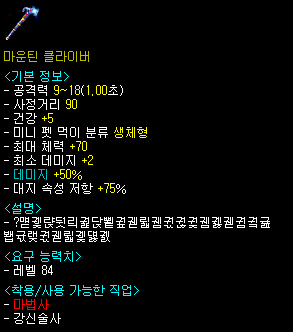 마운틴 클라이버
<기본 정보>
- 공격력 9~18(1.00초)
- 사정거리 90
- 건강 +5
- 미니 펫 먹이 분류 생체형
- 최대 체력 +70
- 최소 데미지 +2
- 데미지 +50%
- 대지 속성 저항 +75%
<설명>
<요구 능력치>
- 레벨 84
<착용/사용 가능한 직업>
- 마법사
- 강신술사